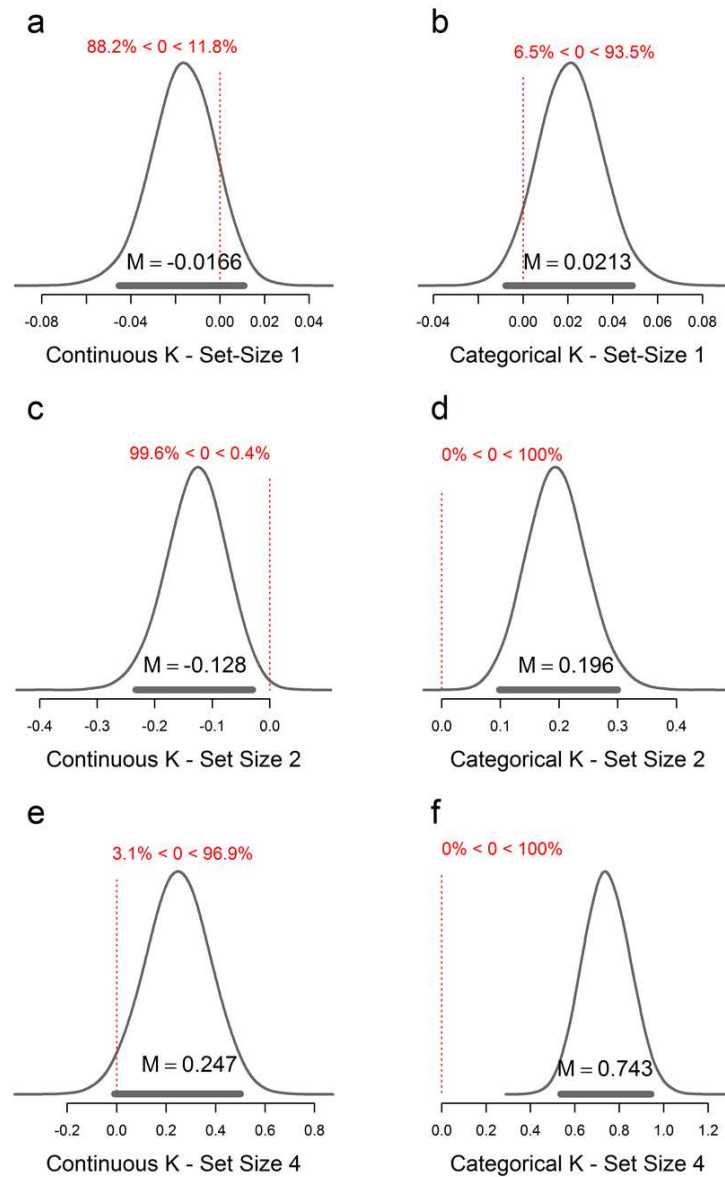 a
88.2% < 0 < 11.8%
M = -0.0166
-0.08 -0.04 0.00 0.02 0.04
Continuous K - Set-Size 1
b
6.5% < 0 < 93.5%
M = 0.0213
-0.04 0.00 0.02 0.04 0.06 0.08
Categorical K - Set-Size 1
c
99.6% < 0 < 0.4%
M = -0.128
-0.4 -0.3 -0.2 -0.1 0.0
Continuous K - Set Size 2
d
0% < 0 < 100%
M = 0.196
0.0 0.1 0.2 0.3 0.4
Categorical K - Set Size 2
e
3.1% < 0 < 96.9%
M = 0.247
-0.2 0.0 0.2 0.4 0.6 0.8
Continuous K - Set Size 4
f
0% < 0 < 100%
M = 0.743
0.0 0.2 0.4 0.6 0.8 1.0 1.2
Categorical K - Set Size 4